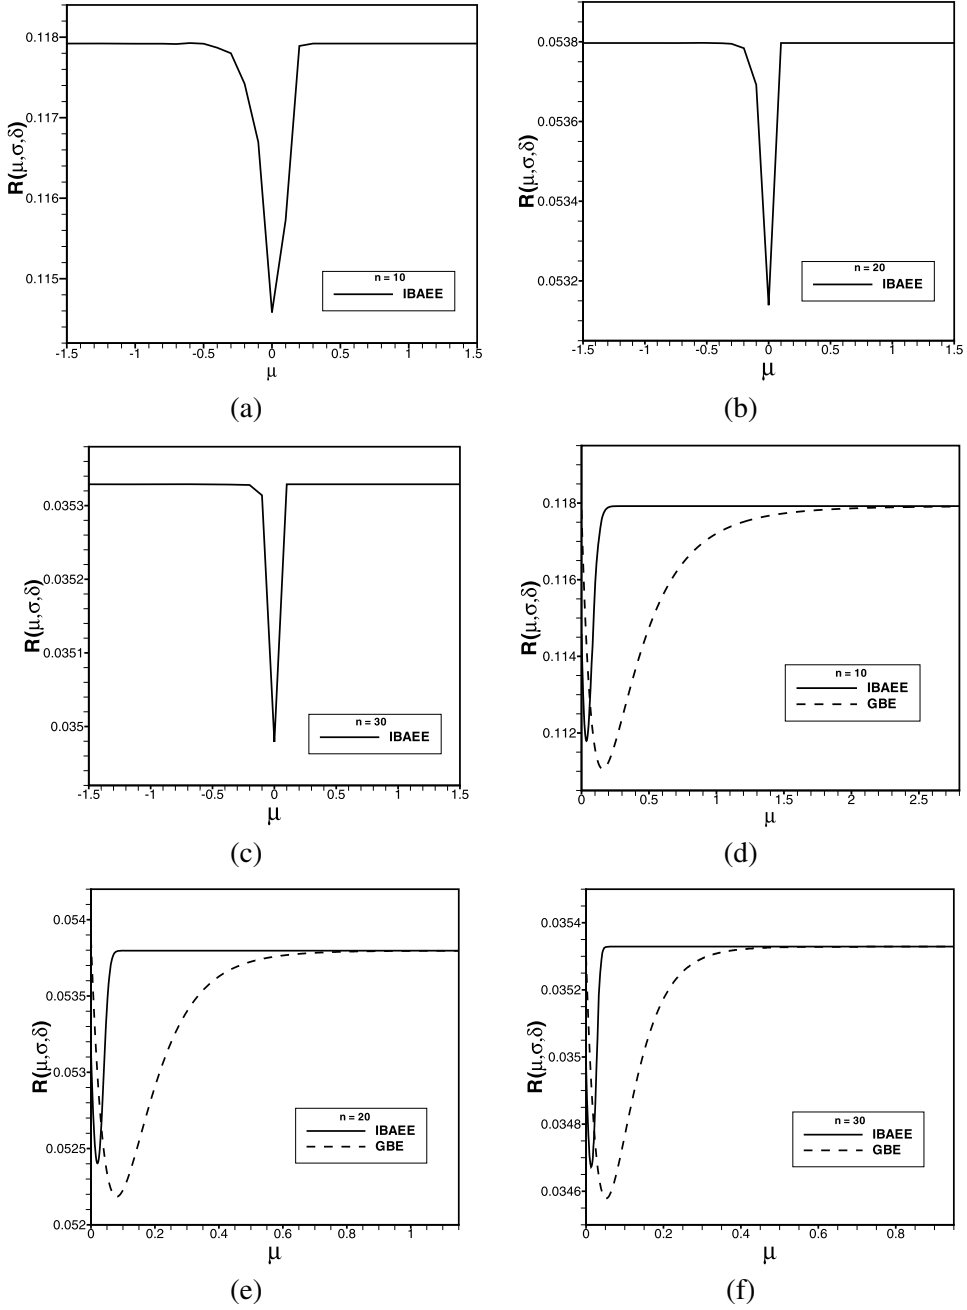 0.118
0.117
0.116
0.115
R(μ,σ,δ)
n = 10
IBAEE
-1.5 -1 -0.5 0 0.5 1 1.5
μ
(a)
0.0538
0.0536
0.0534
0.0532
R(μ,σ,δ)
n = 20
IBAEE
-1.5 -1 -0.5 0 0.5 1 1.5
μ
(b)
0.0353
0.0352
0.0351
0.035
R(μ,σ,δ)
n = 30
IBAEE
-1.5 -1 -0.5 0 0.5 1 1.5
μ
(c)
0.118
0.116
0.114
0.112
R(μ,σ,δ)
n = 10
IBAEE
GBE
0 0.5 1 1.5 2 2.5
μ
(d)
0.054
0.0535
0.053
0.0525
0.052
R(μ,σ,δ)
n = 20
IBAEE
GBE
0 0.2 0.4 0.6 0.8 1
μ
(e)
0.0354
0.0352
0.035
0.0348
0.0346
R(μ,σ,δ)
n = 30
IBAEE
GBE
0 0.2 0.4 0.6 0.8
μ
(f)